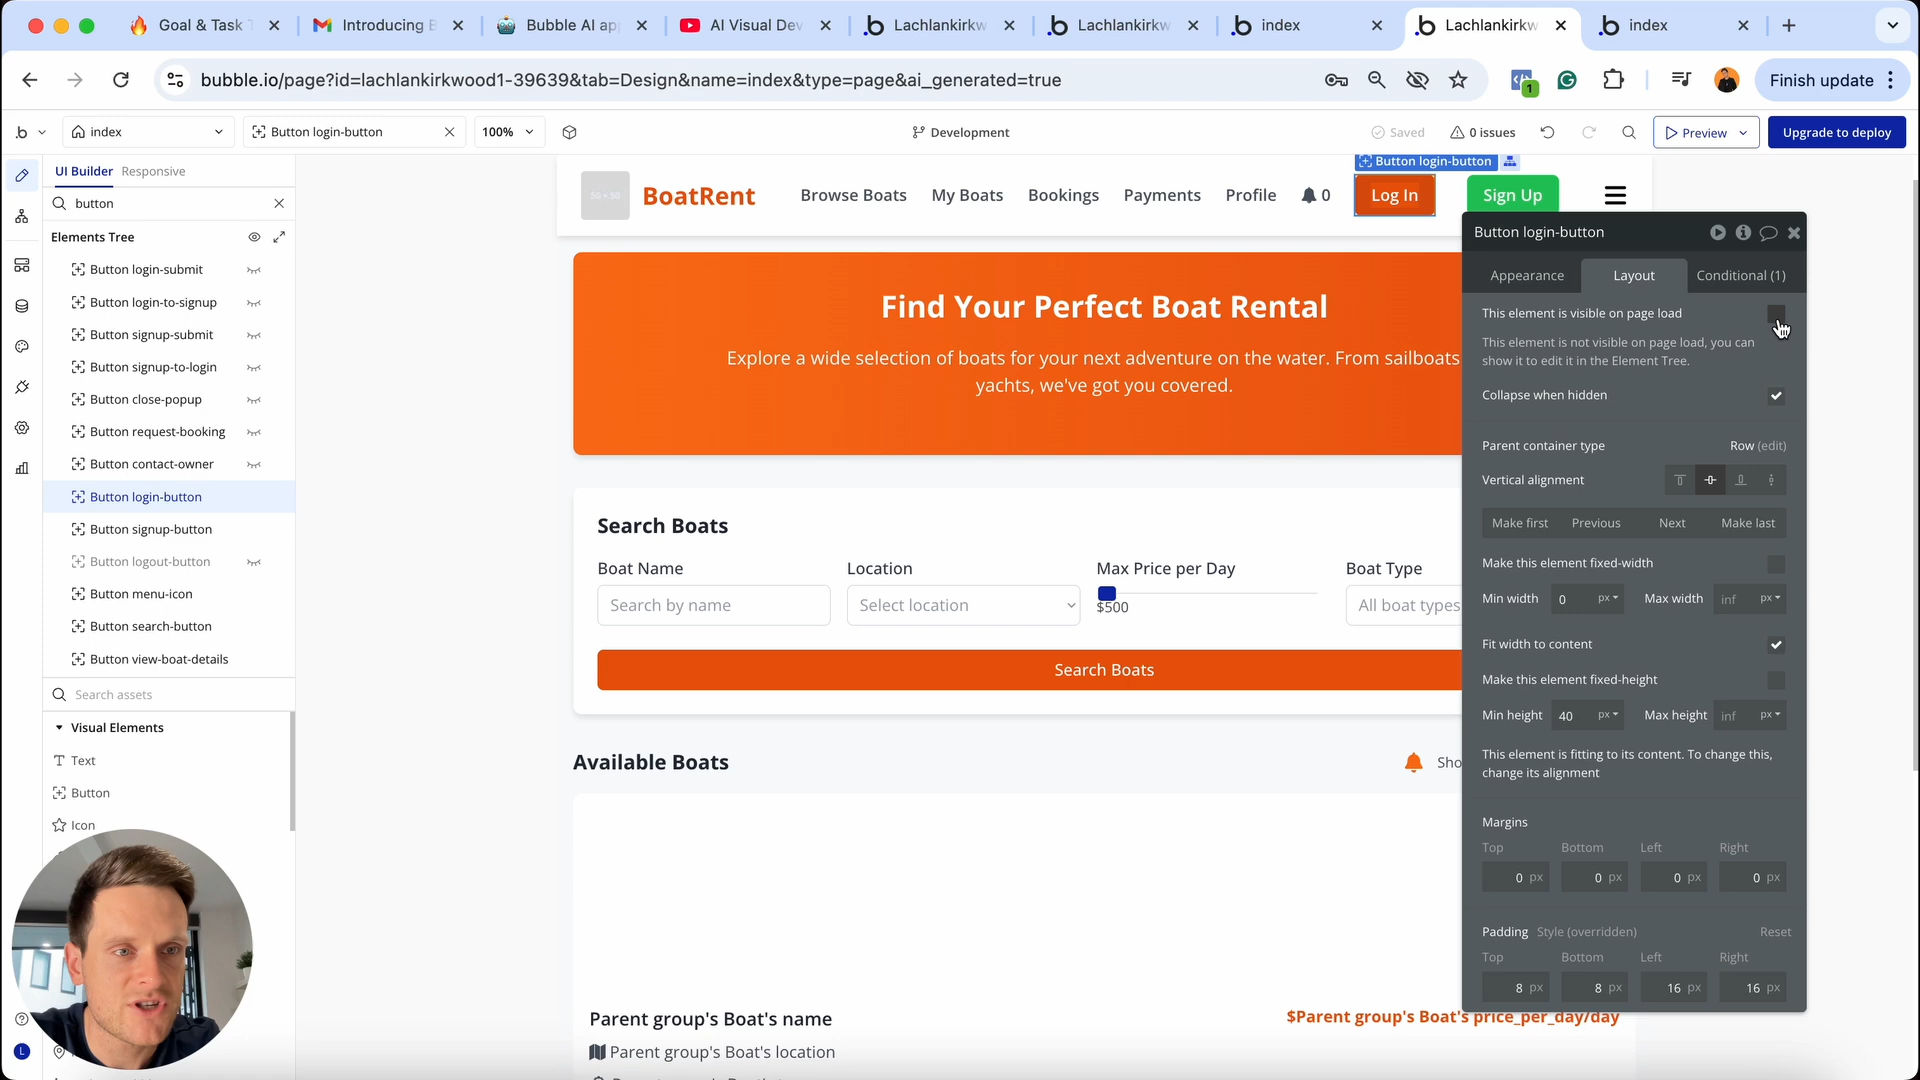 Goal & Task
Introducing
Bubble AI ap
AI Visual Dev
Lachlankirkw
Lachlankirkw
index
Lachlankirkw
index
bubble.io/page?id=lachlankirkwood1-39639&tab=Design&name=index&type=page&ai_generated=true
1
Finish update
index
Button login-button
100%
Development
Saved
0 issues
Preview
Upgrade to deploy
UI Builder
Responsive
button
Elements Tree
Button login-submit
Button login-to-signup
Button signup-submit
Button signup-to-login
Button close-popup
Button request-booking
Button contact-owner
Button login-button
Button signup-button
Button logout-button
Button menu-icon
Button search-button
Button view-boat-details
Search assets
Visual Elements
Text
Button
Icon
L
Button login-button
50 x 50
BoatRent
Browse Boats
My Boats
Bookings
Payments
Profile
0
Log In
Sign Up
Find Your Perfect Boat Rental
Explore a wide selection of boats for your next adventure on the water. From sailboats
yachts, we've got you covered.
Search Boats
Boat Name
Location
Max Price per Day
Boat Type
Search by name
Select location
$500
All boat types
Search Boats
Available Boats
Sho
Parent group's Boat's name
$Parent group's Boat's price_per_day/day
Parent group's Boat's location
Button login-button
Appearance
Layout
Conditional (1)
This element is visible on page load
This element is not visible on page load, you can
show it to edit it in the Element Tree.
Collapse when hidden
Parent container type
Row (edit)
Vertical alignment
Make first
Previous
Next
Make last
Make this element fixed-width
Min width
0
px
Max width
inf
px
Fit width to content
Make this element fixed-height
Min height
40
px
Max height
inf
px
This element is fitting to its content. To change this,
change its alignment
Margins
Top
Bottom
Left
Right
0 px
0 px
0 px
0 px
Padding
Style (overridden)
Reset
Top
Bottom
Left
Right
8 px
8 px
16 px
16 px